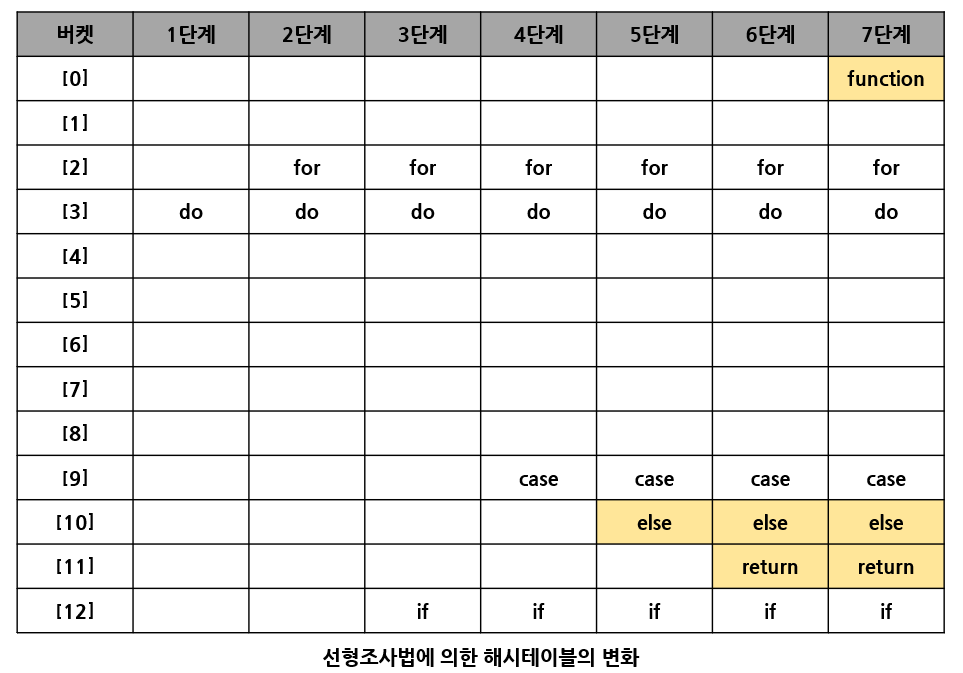 버켓 1단계 2단계 3단계 4단계 5단계 6단계 7단계
[0] function
[1]
[2] for for for for for for
[3] do do do do do do do
[4]
[5]
[6]
[7]
[8]
[9] case case case case
[10] else else else
[11] return return
[12] if if if if if
선형조사법에 의한 해시테이블의 변화